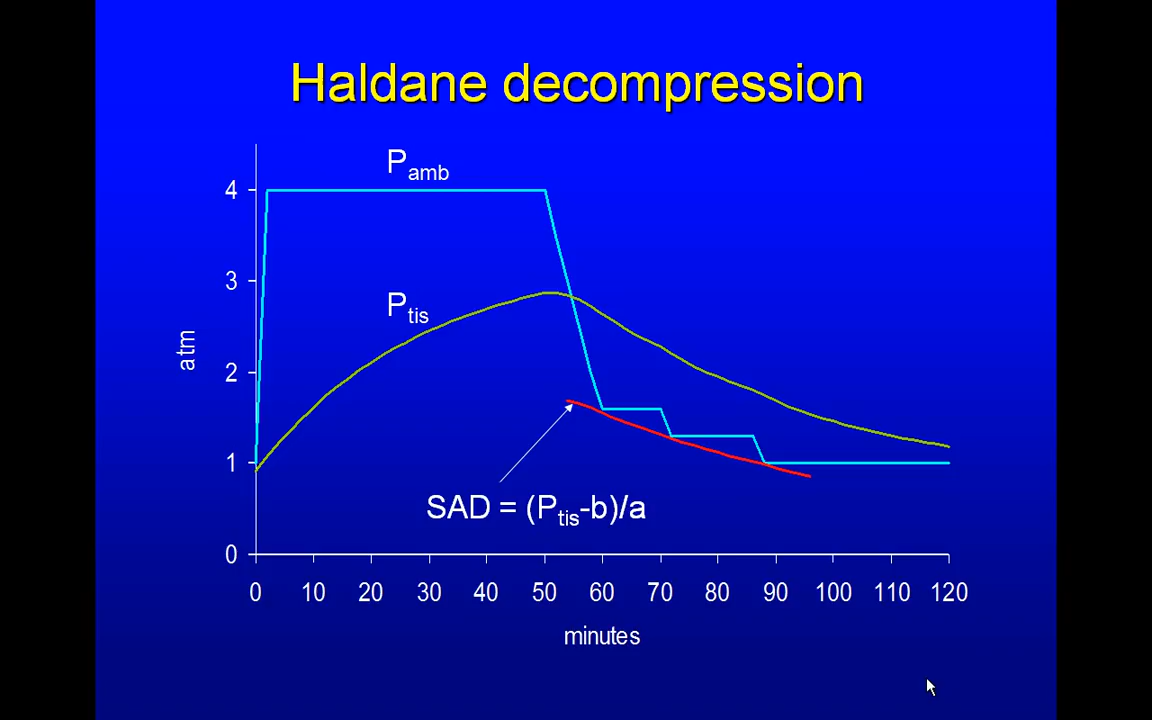 Haldane decompression
P_amb
4
3
P_tis
atm
2
1
SAD = (P_tis-b)/a
0
0 10 20 30 40 50 60 70 80 90 100 110 120
minutes